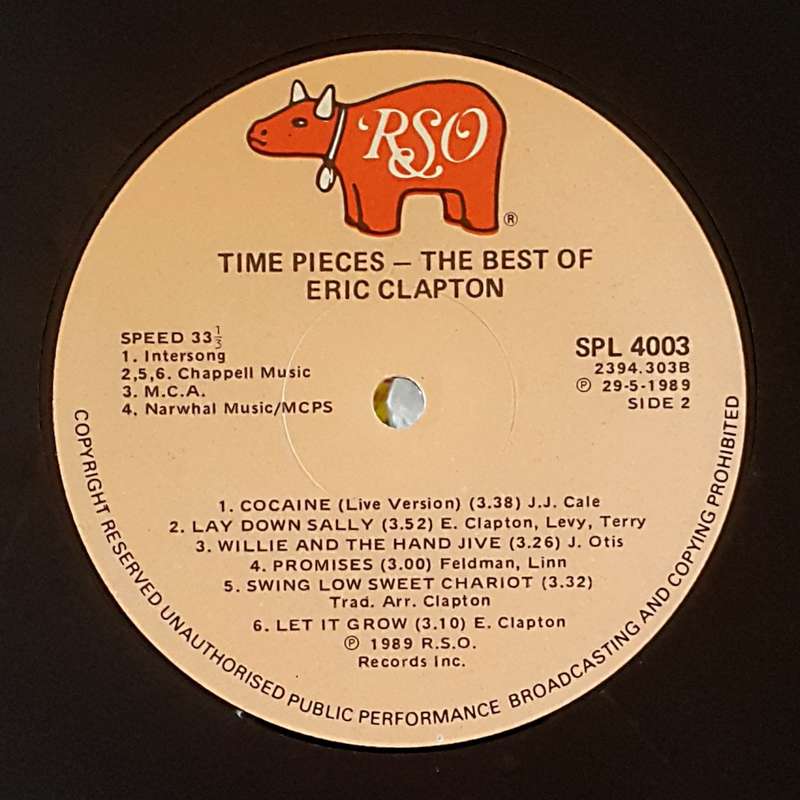 RSO
®
TIME PIECES – THE BEST OF
ERIC CLAPTON
SPEED 33⅓
1. Intersong
2,5,6. Chappell Music
3. M.C.A.
4. Narwhal Music/MCPS
SPL 4003
2394.303B
℗ 29-5-1989
SIDE 2
1. COCAINE (Live Version) (3.38) J.J. Cale
2. LAY DOWN SALLY (3.52) E. Clapton, Levy, Terry
3. WILLIE AND THE HAND JIVE (3.26) J. Otis
4. PROMISES (3.00) Feldman, Linn
5. SWING LOW SWEET CHARIOT (3.32)
Trad. Arr. Clapton
6. LET IT GROW (3.10) E. Clapton
℗ 1989 R.S.O.
Records Inc.
COPYRIGHT RESERVED UNAUTHORISED PUBLIC PERFORMANCE BROADCASTING AND COPYING PROHIBITED